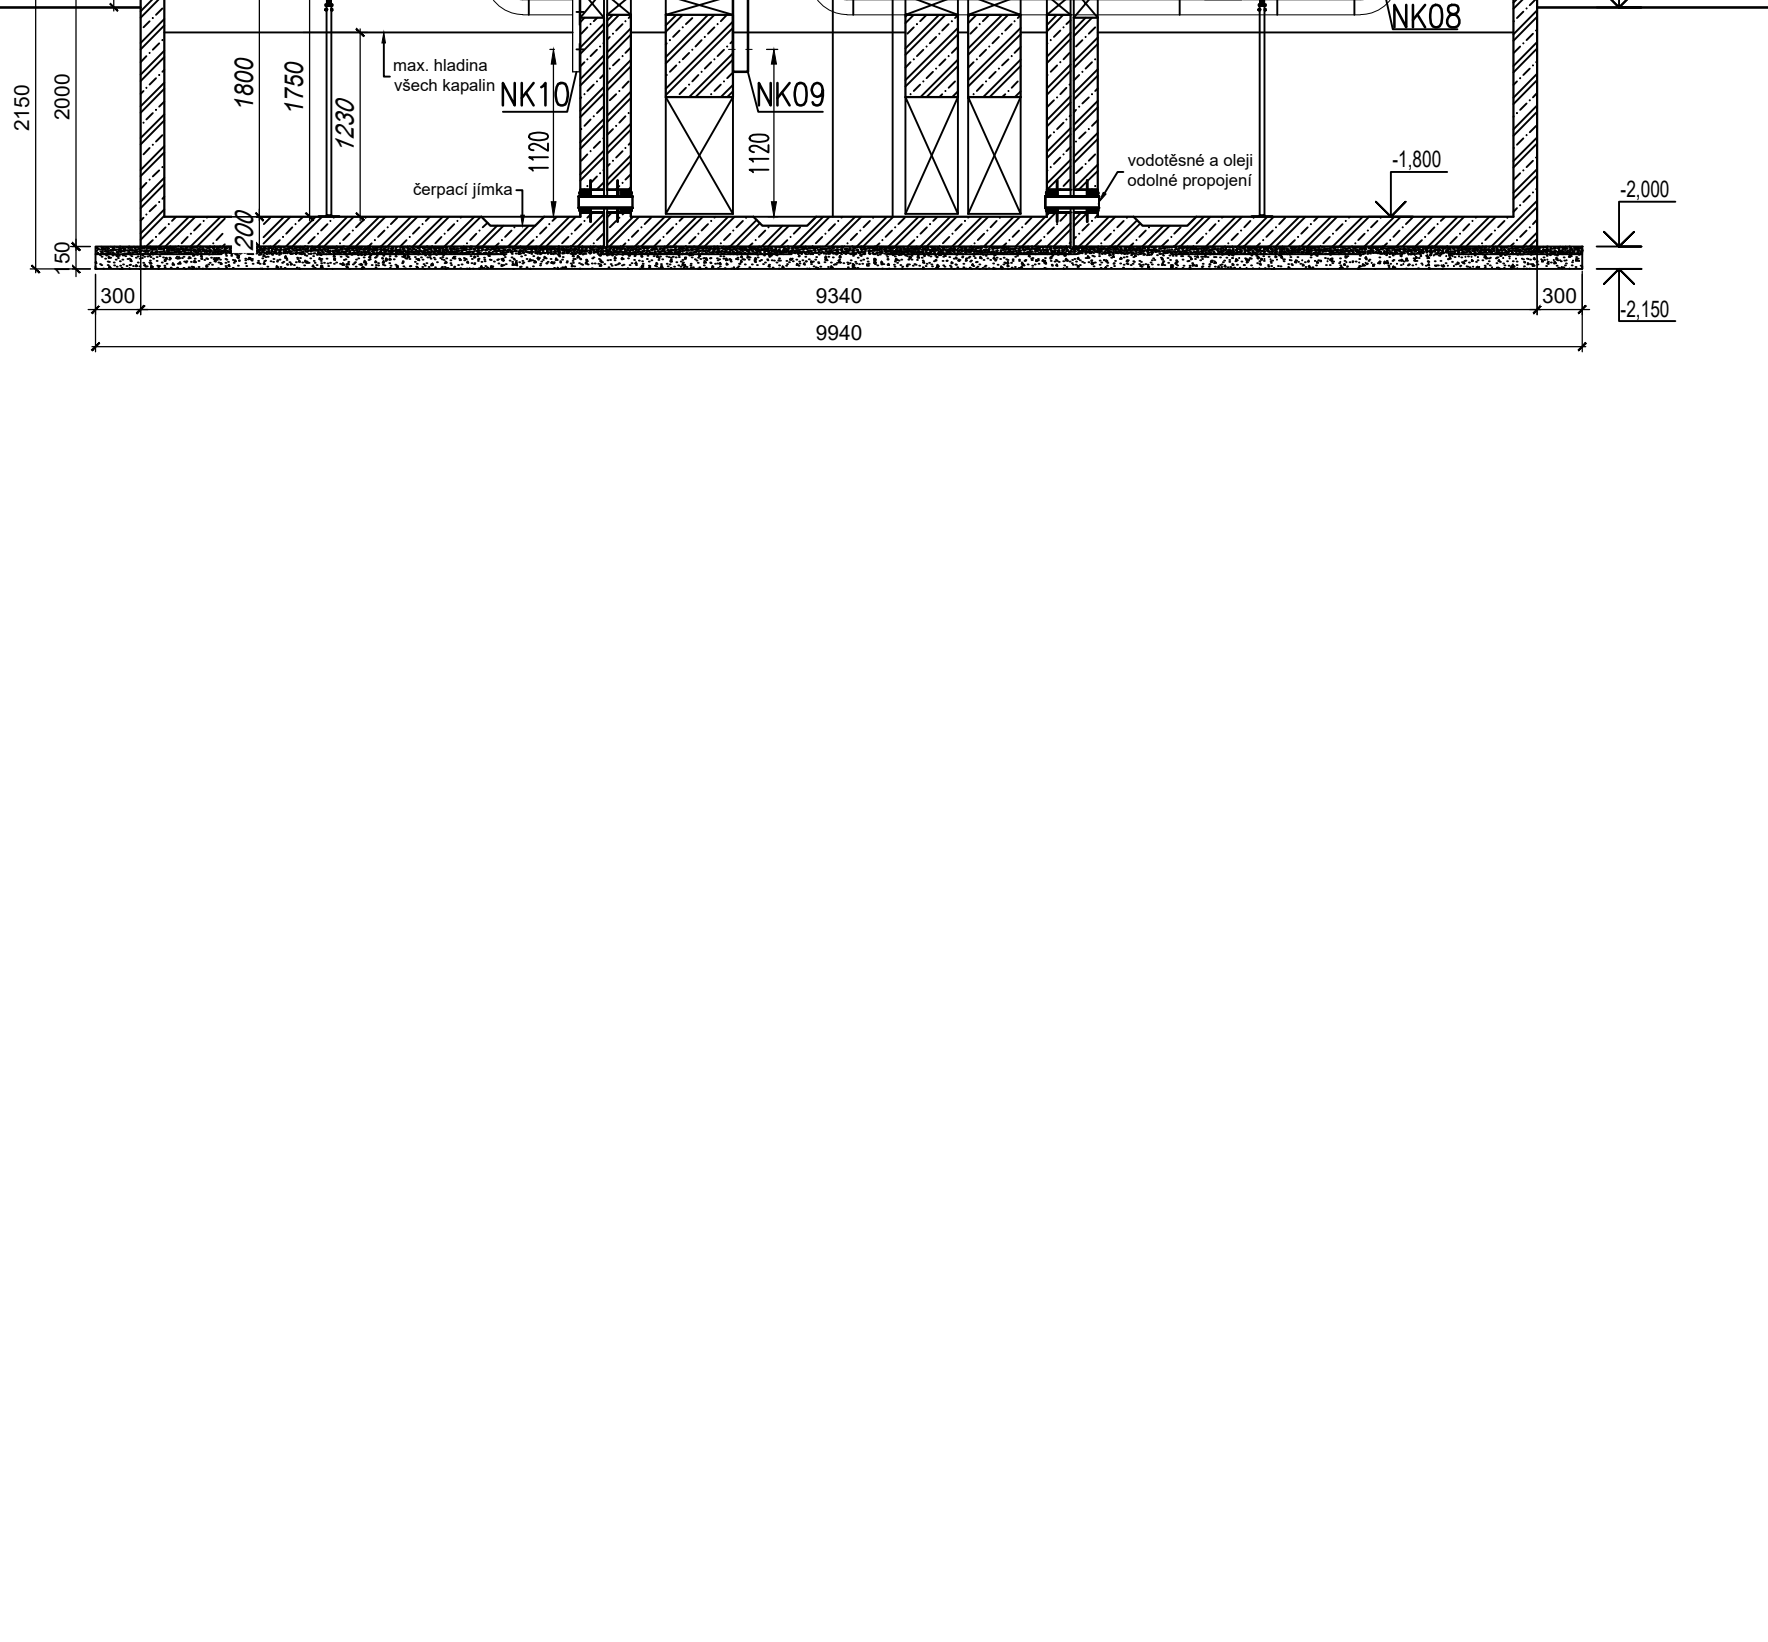 NK08
max. hladina
všech kapalin
NK10
NK09
2150
2000
1800
1750
1230
1120
1120
vodotěsné a oleji
odolné propojení
-1,800
čerpací jímka
-2,000
200
150
300
9340
300
-2,150
9940